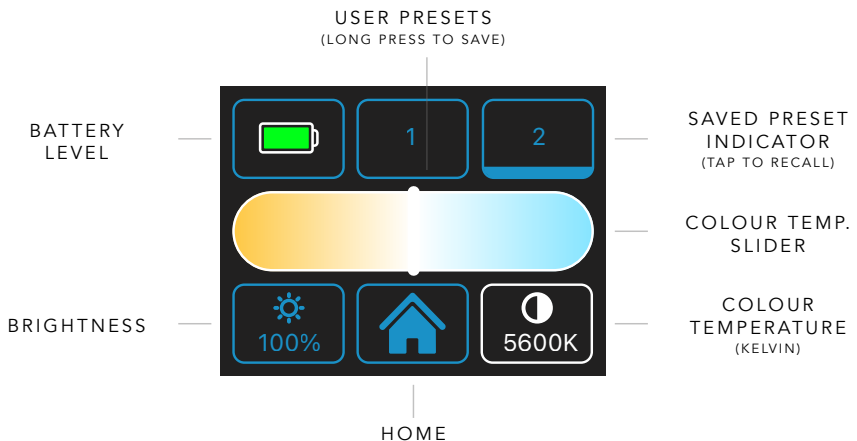 USER PRESETS
(LONG PRESS TO SAVE)
BATTERY
LEVEL
1
2
SAVED PRESET
INDICATOR
(TAP TO RECALL)
COLOUR TEMP.
SLIDER
BRIGHTNESS
100%
5600K
COLOUR
TEMPERATURE
(KELVIN)
HOME